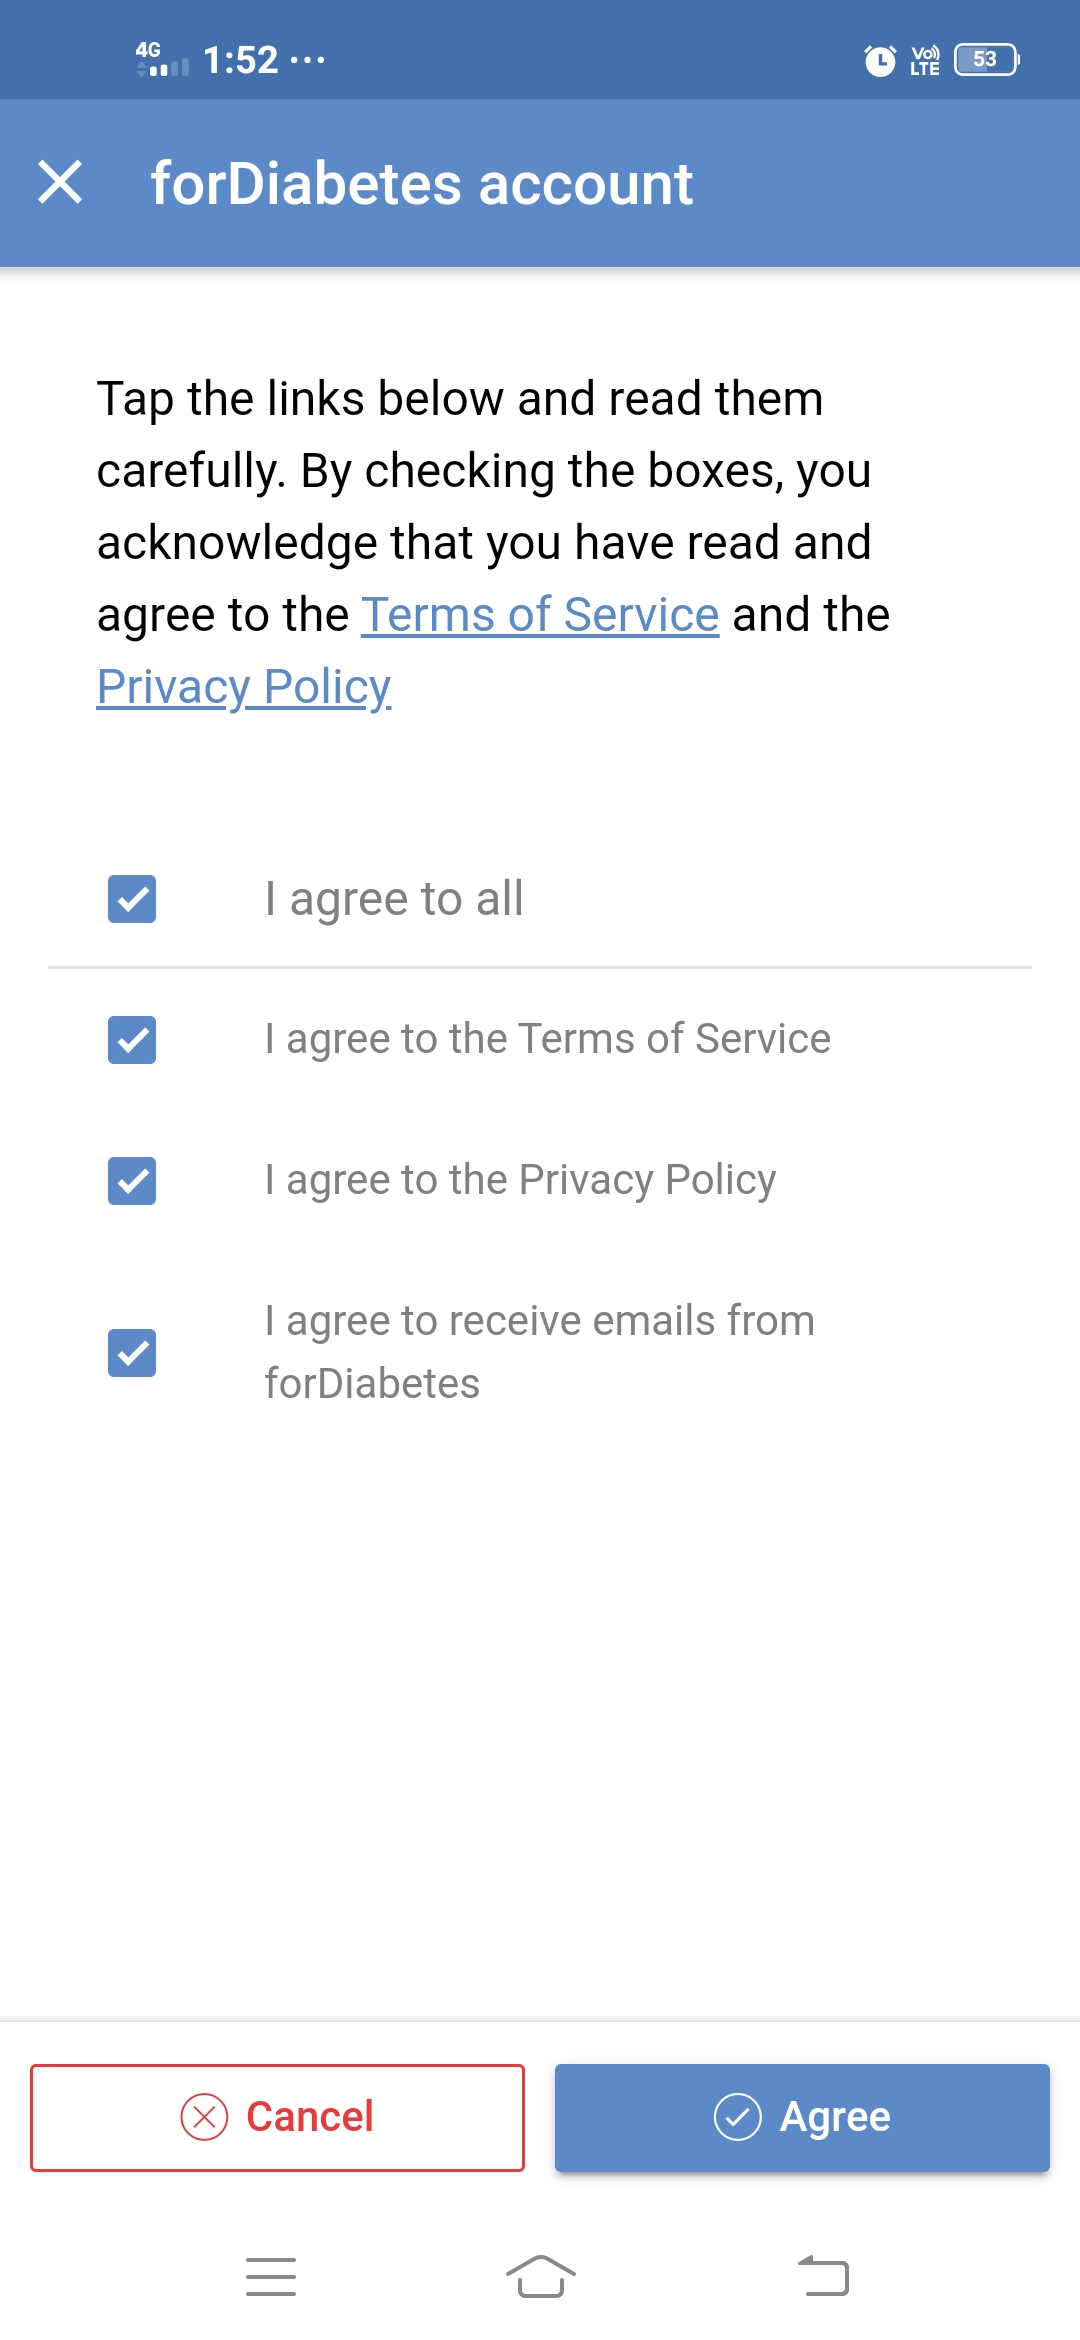 4G 1:52 ... VoLTE 53
forDiabetes account
Tap the links below and read them
carefully. By checking the boxes, you
acknowledge that you have read and
agree to the Terms of Service and the
Privacy Policy
I agree to all
I agree to the Terms of Service
I agree to the Privacy Policy
I agree to receive emails from
forDiabetes
Cancel Agree